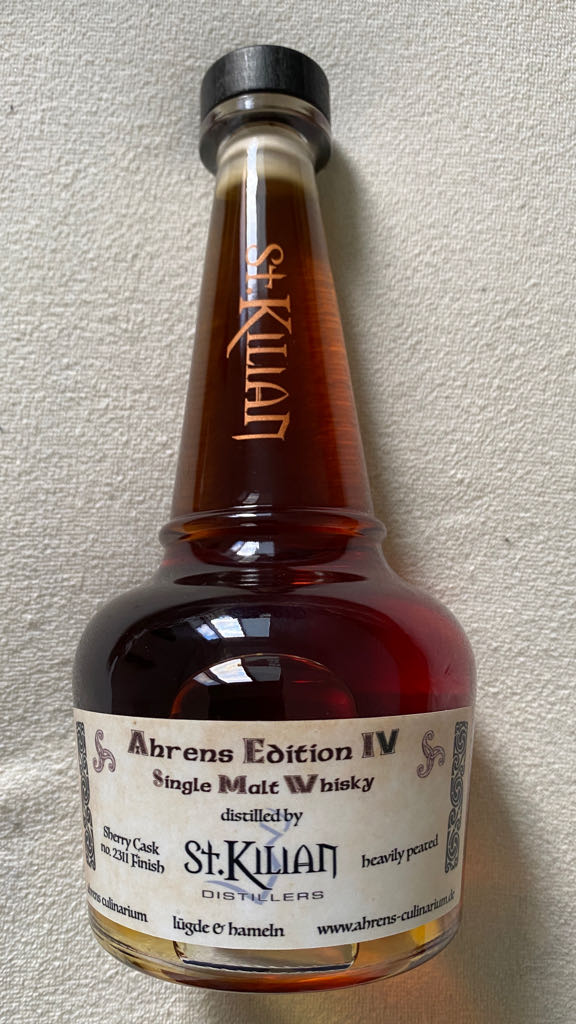 St.Kilian
Ahrens Edition IV
Single Malt Whisky
distilled by
Sherry Cask
no. 2311 Finish
St.Kilian
DISTILLERS
heavily peated
ahrens culinarium
lügde & hameln
www.ahrens-culinarium.de